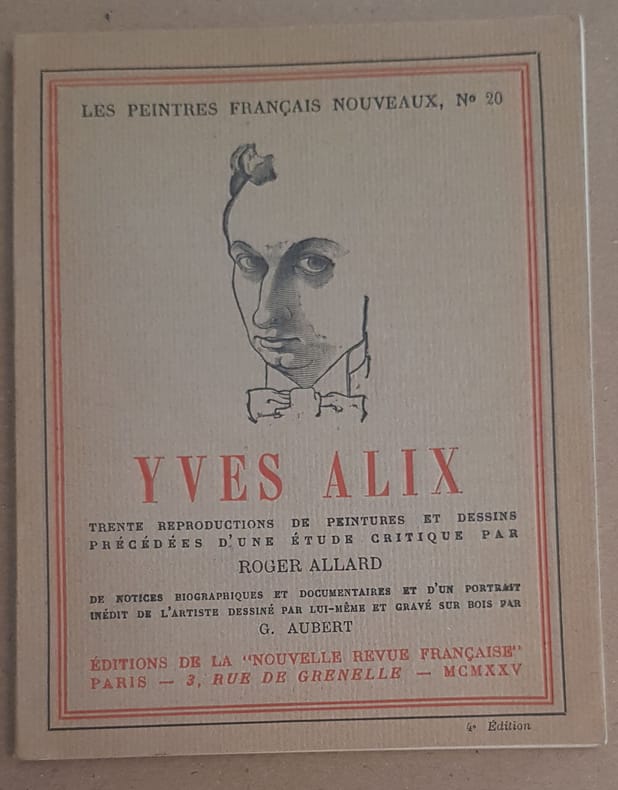 LES PEINTRES FRANÇAIS NOUVEAUX, Nº 20
YVES ALIX
TRENTE REPRODUCTIONS DE PEINTURES ET DESSINS
PRÉCÉDÉES D'UNE ÉTUDE CRITIQUE PAR
ROGER ALLARD
DE NOTICES BIOGRAPHIQUES ET DOCUMENTAIRES ET D'UN PORTRAIT
INÉDIT DE L'ARTISTE DESSINÉ PAR LUI-MÊME ET GRAVÉ SUR BOIS PAR
G. AUBERT
ÉDITIONS DE LA "NOUVELLE REVUE FRANÇAISE"
PARIS — 3, RUE DE GRENELLE — MCMXXV
4e Édition